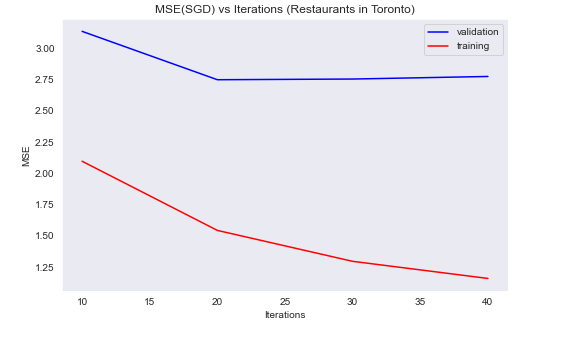 MSE(SGD) vs Iterations (Restaurants in Toronto)
validation
training
3.00
2.75
2.50
2.25
2.00
1.75
1.50
1.25
MSE
10 15 20 25 30 35 40
Iterations